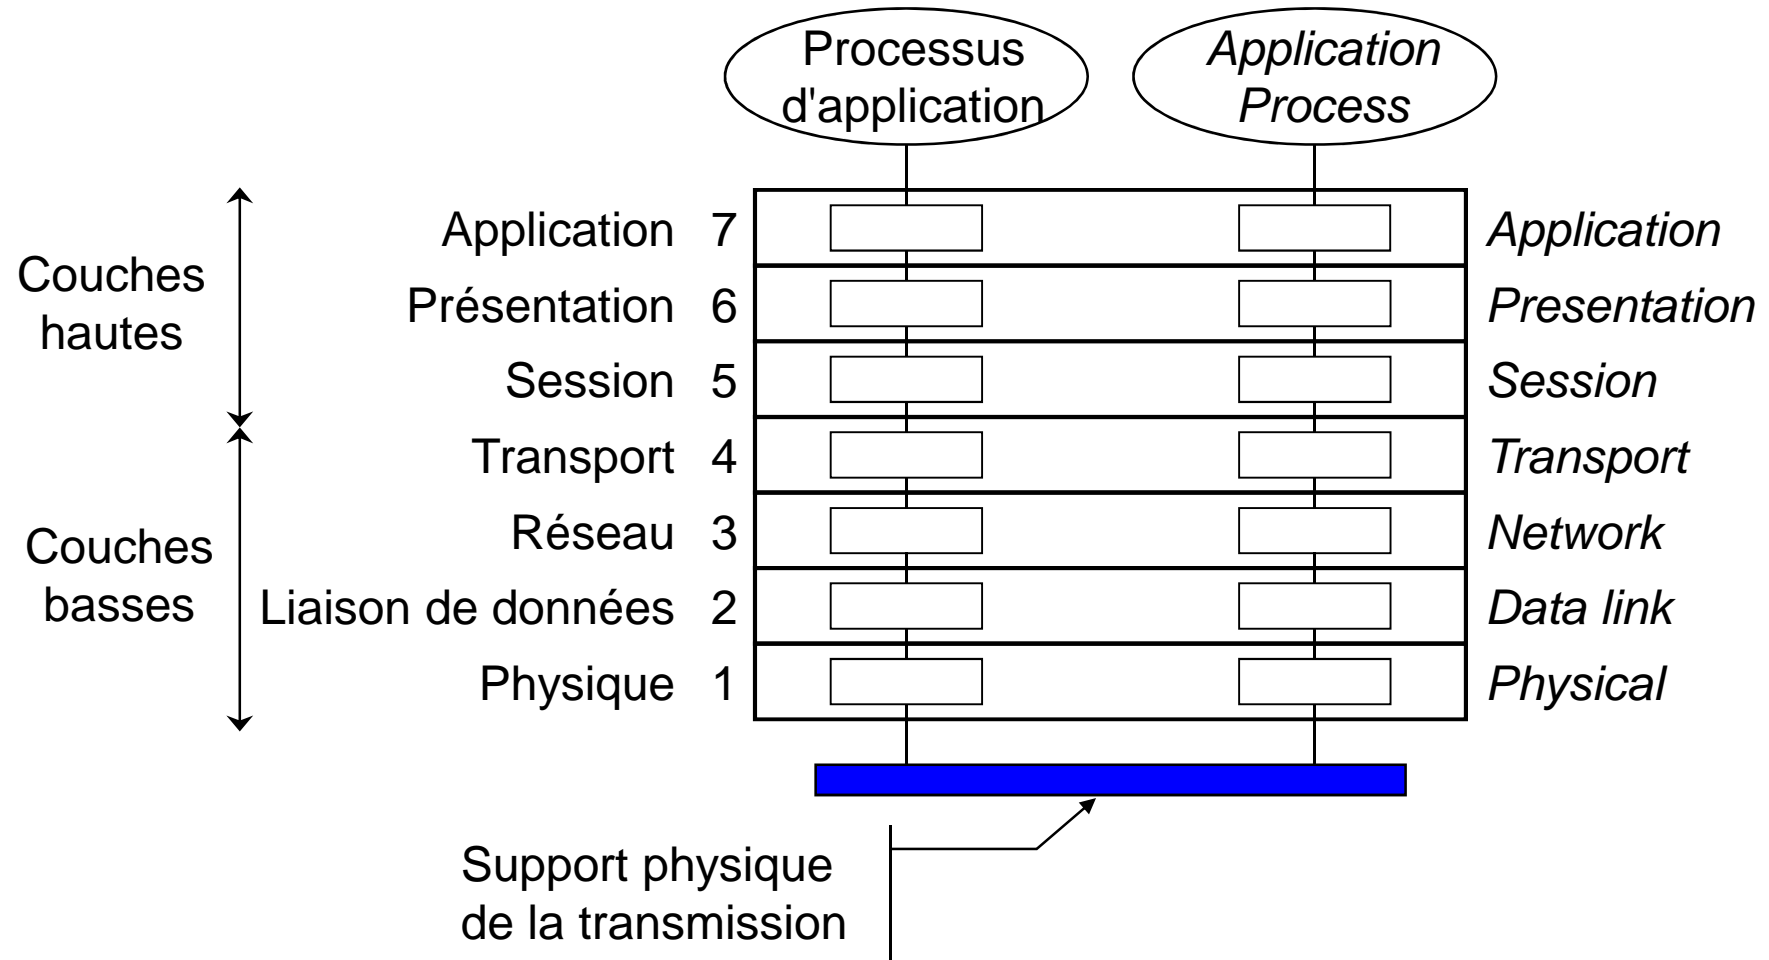 Processus
d'application
Application
Process
Couches
hautes
Application 7 Application
Présentation 6 Presentation
Session 5 Session
Transport 4 Transport
Couches
basses
Réseau 3 Network
Liaison de données 2 Data link
Physique 1 Physical
Support physique
de la transmission